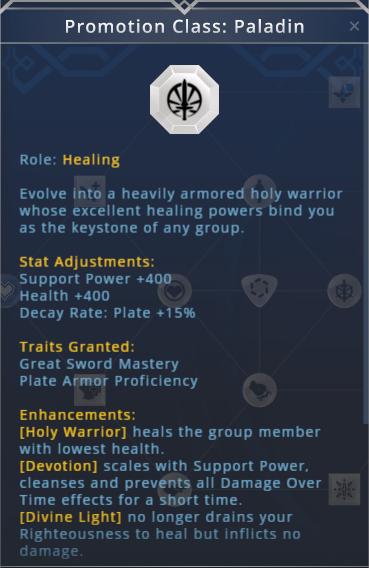 Promotion Class: Paladin
Role: Healing
Evolve into a heavily armored holy warrior
whose excellent healing powers bind you
as the keystone of any group.
Stat Adjustments:
Support Power +400
Health +400
Decay Rate: Plate +15%
Traits Granted:
Great Sword Mastery
Plate Armor Proficiency
Enhancements:
[Holy Warrior] heals the group member
with lowest health.
[Devotion] scales with Support Power,
cleanses and prevents all Damage Over
Time effects for a short time.
[Divine Light] no longer drains your
Righteousness to heal but inflicts no
damage.